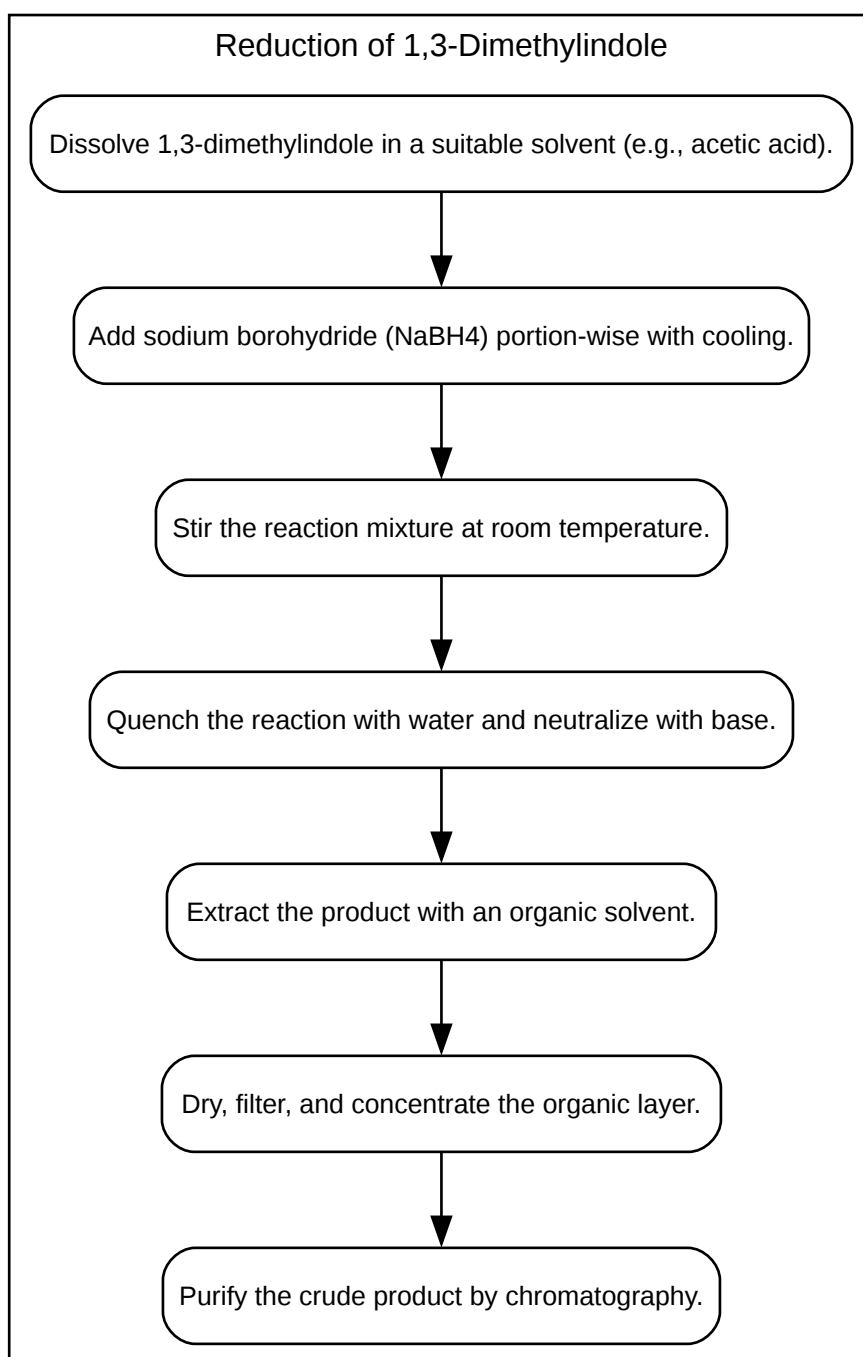 Reduction of 1,3-Dimethylindole
Dissolve 1,3-dimethylindole in a suitable solvent (e.g., acetic acid).
Add sodium borohydride (NaBH4) portion-wise with cooling.
Stir the reaction mixture at room temperature.
Quench the reaction with water and neutralize with base.
Extract the product with an organic solvent.
Dry, filter, and concentrate the organic layer.
Purify the crude product by chromatography.